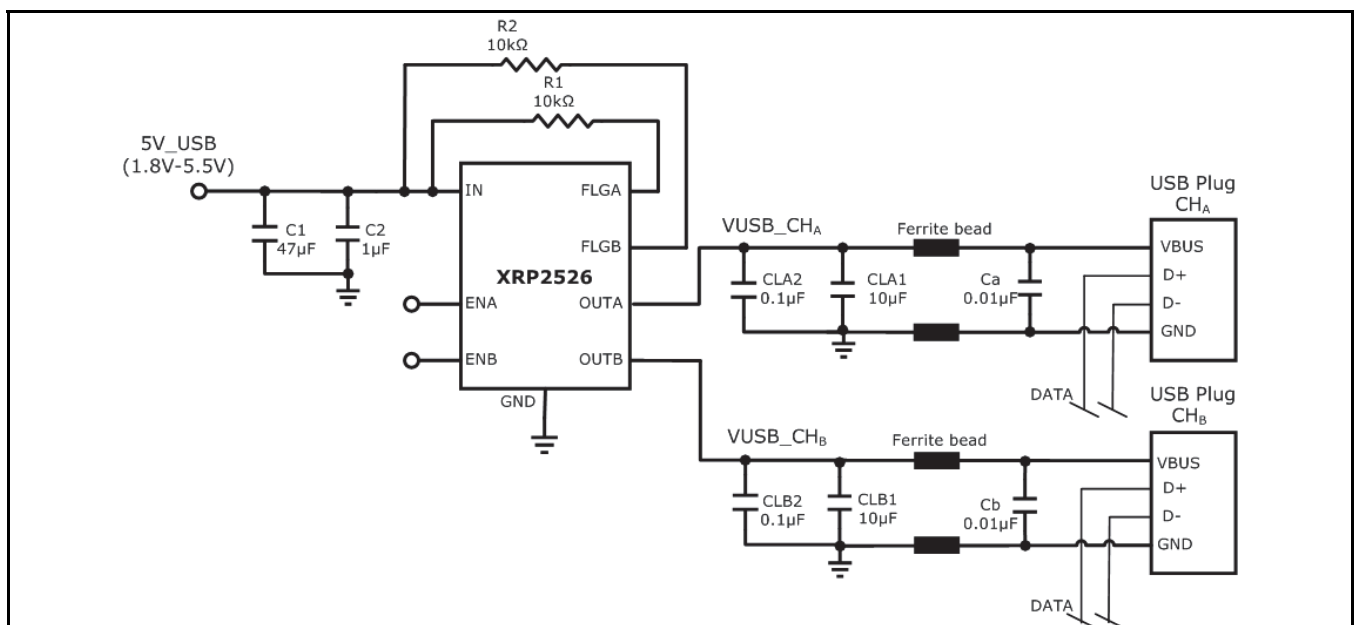 R2
10kΩ
R1
10kΩ
5V_USB
(1.8V-5.5V)
IN
FLGA
C1
47µF
C2
1µF
FLGB
XRP2526
ENA
OUTA
ENB
OUTB
GND
VUSB_CHA
Ferrite bead
CLA2
0.1µF
CLA1
10µF
Ca
0.01µF
USB Plug
CHA
VBUS
D+
D-
GND
DATA
VUSB_CHB
Ferrite bead
CLB2
0.1µF
CLB1
10µF
Cb
0.01µF
USB Plug
CHB
VBUS
D+
D-
GND
DATA